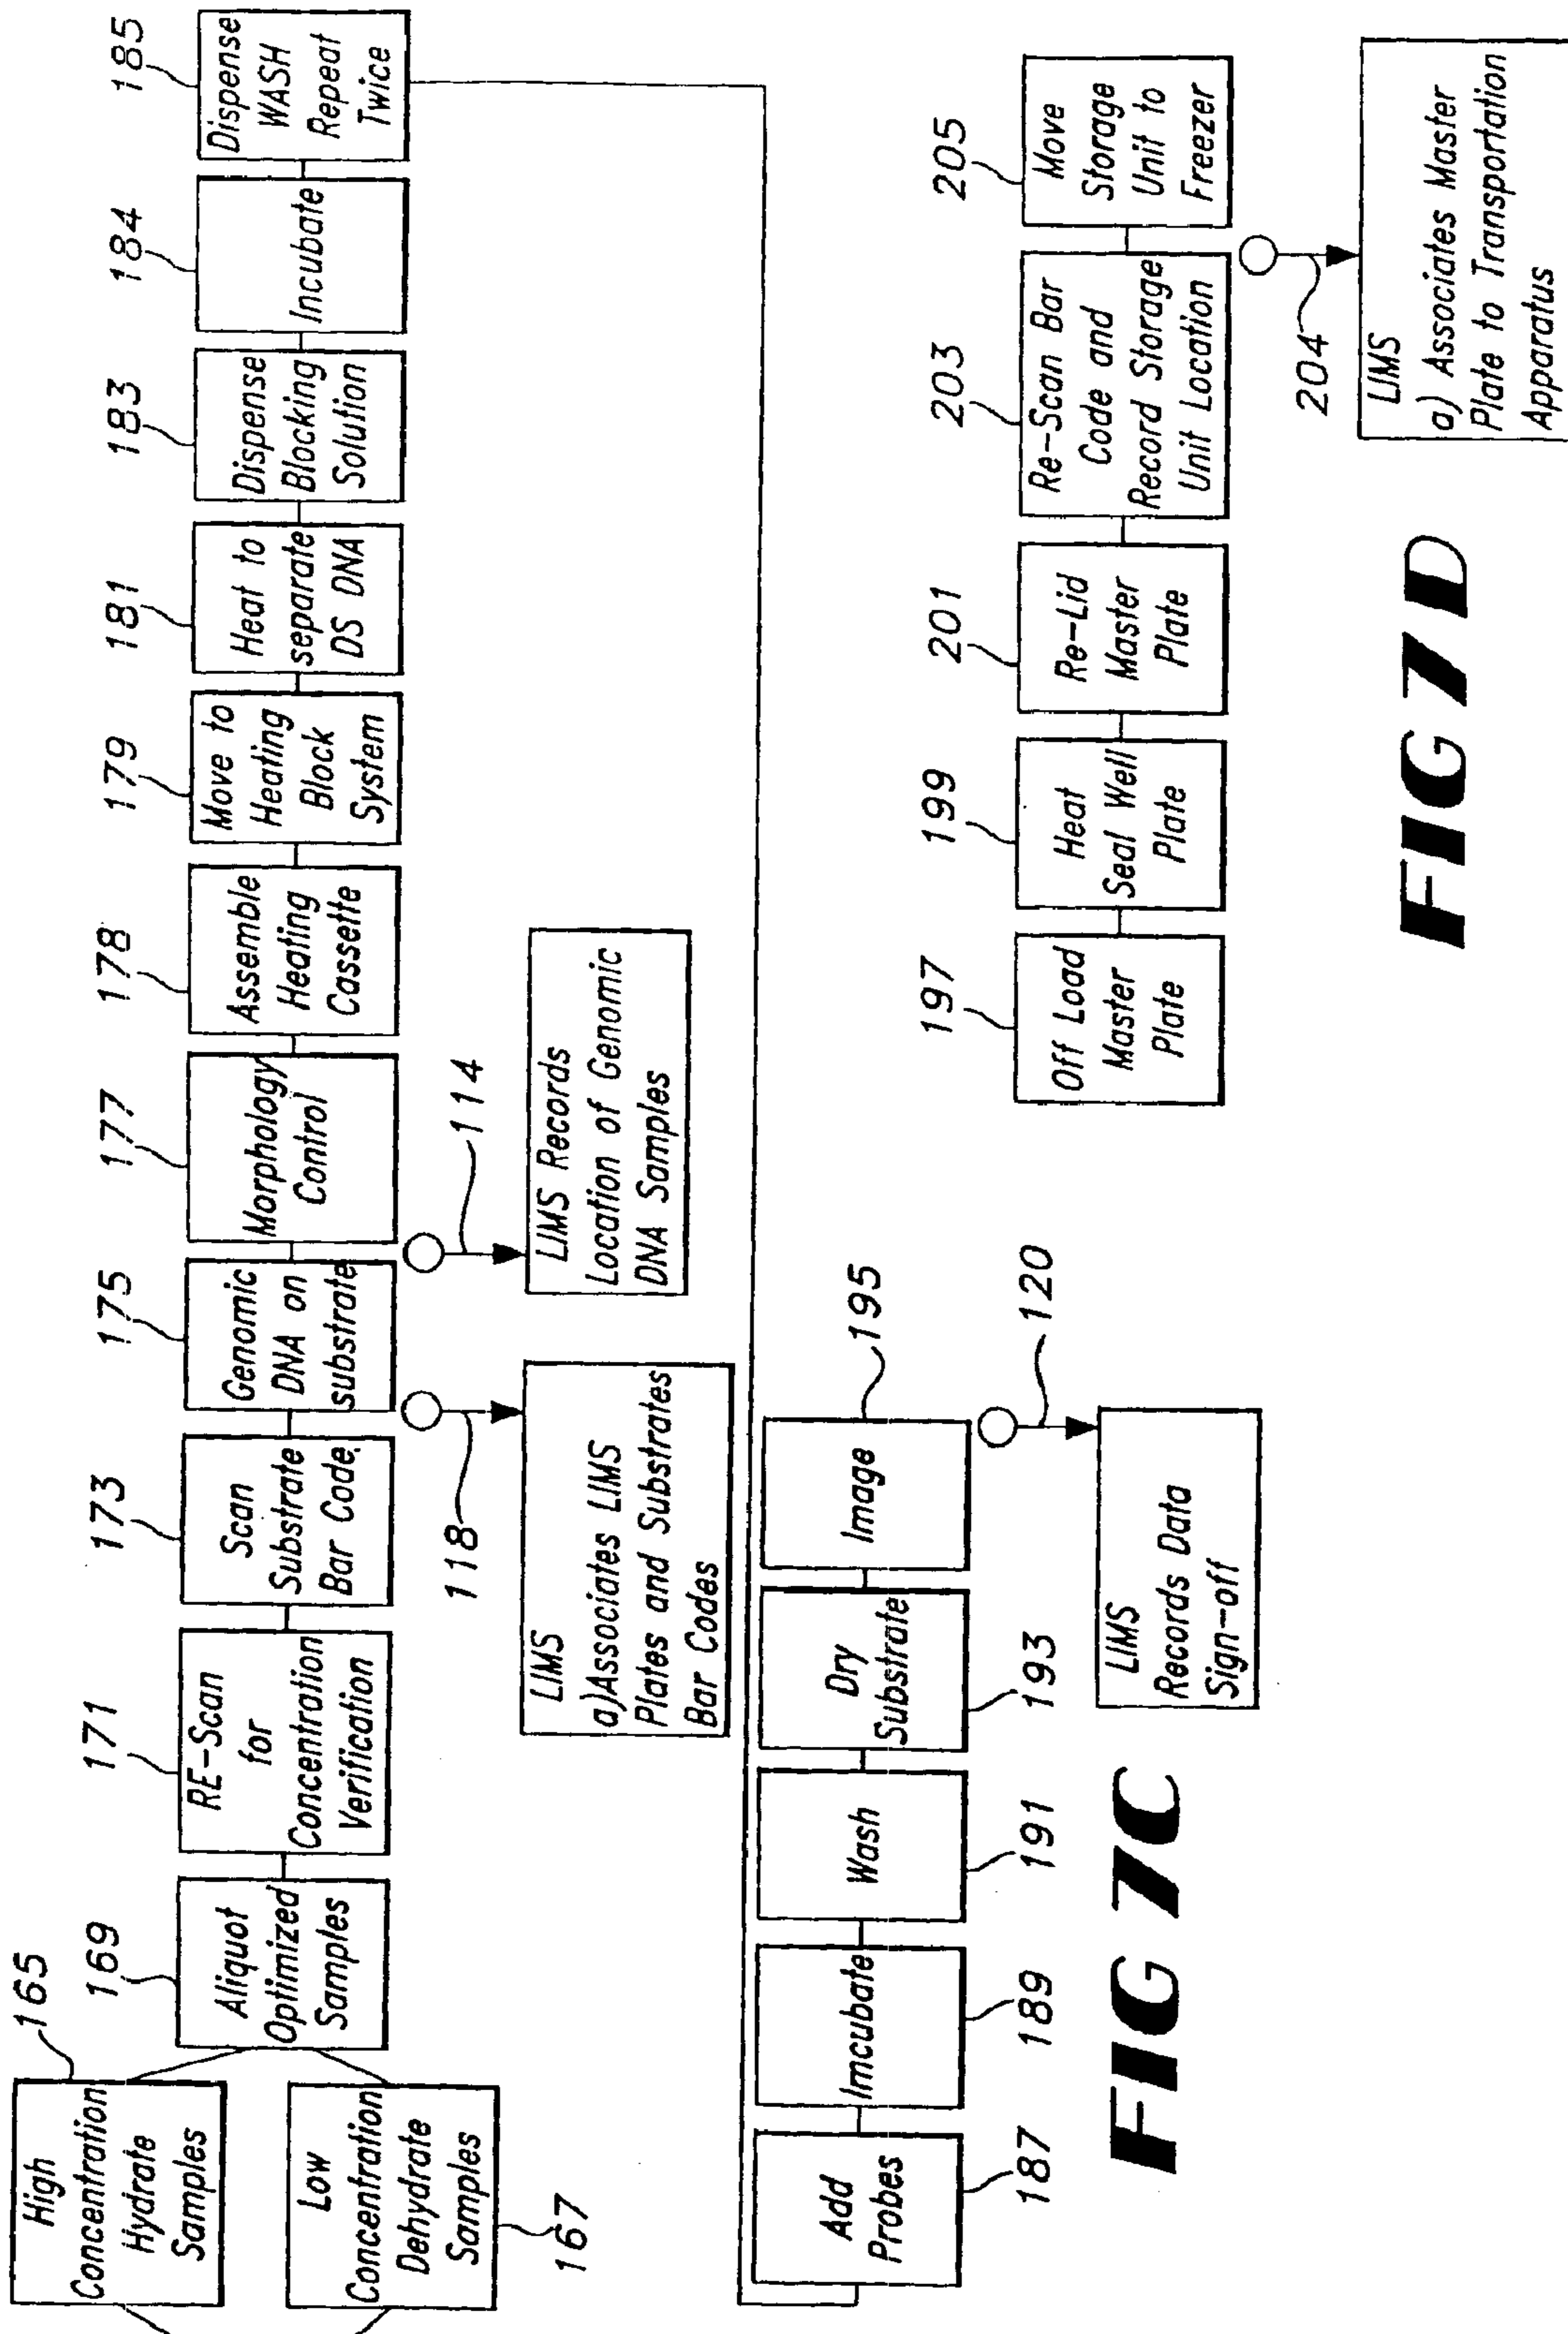 165
High
Concentration
Hydrate
Samples
Low
Concentration
Dehydrate
Samples
167
169
Aliquot
Optimized
Samples
171
RE-Scan
for
Concentration
Verification
173
Scan
Substrate
Bar Code.
175
Genomic
DNA on
substrate
177
Morphology
Control
178
Assemble
Heating
Cassette
179
Move to
Heating
Block
System
181
Heat to
separate
DS DNA
183
Dispense
Blocking
Solution
184
Incubate
185
Dispense
WASH
Repeat
Twice
118
LIMS
a)Associates LIMS
Plates and Substrates
Bar Codes
114
LIMS Records
Location of Genomic
DNA Samples
Add
Probes
187
Imcubate
189
Wash
191
Dry
Substrate
193
Image
195
120
LIMS
Records Data
Sign-off
FIG 7C
197
Off Load
Master
Plate
199
Heat
Seal Well
Plate
201
Re-Lid
Master
Plate
203
Re-Scan Bar
Code and
Record Storage
Unit Location
205
Move
Storage
Unit to
Freezer
204
LIMS
a) Associates Master
Plate to Transportation
Apparatus
FIG 7D